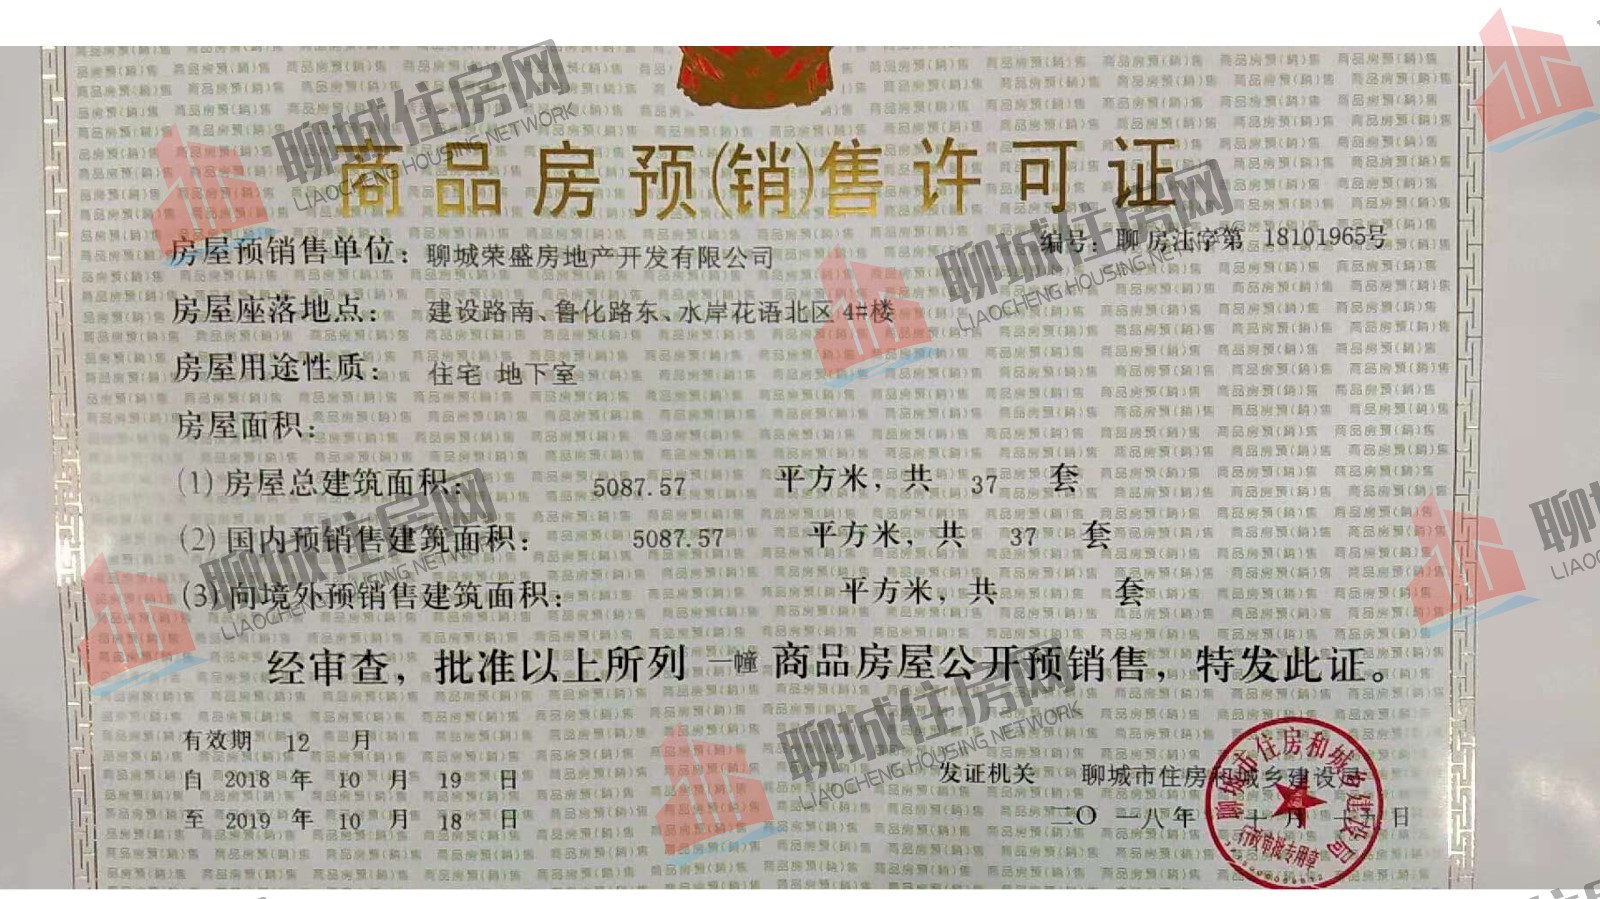 商品房预(销)售许可证
编号：聊 房注字第 18101965号
房屋预销售单位：聊城荣盛房地产开发有限公司
房屋座落地点： 建设路南、鲁化路东、水岸花语北区 4#楼
房屋用途性质： 住宅 地下室
房屋面积：
(1) 房屋总建筑面积： 5087.57 平方米，共 37 套
(2) 国内预销售建筑面积： 5087.57 平方米，共 37 套
(3) 向境外预销售建筑面积： 平方米，共 套
经审查，批准以上所列 一幢 商品房屋公开预销售，特发此证。
有效期 12 月
自 2018 年 10 月 19 日
至 2019 年 10 月 18 日
发证机关 聊城市住房和城乡建设
二〇一八年 十 月 十九日
聊城市住房和城市建设局
行政审批专用章
聊城住房网
LIAOCHENG HOUSING NETWORK